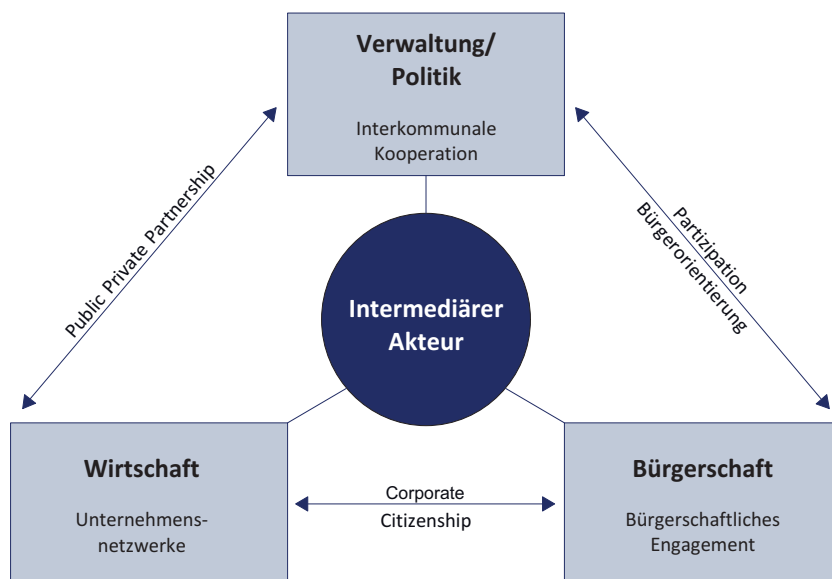 Verwaltung/
Politik
Interkommunale
Kooperation
Public Private Partnership
Partizipation
Bürgerorientierung
Intermediärer
Akteur
Wirtschaft
Unternehmens-
netzwerke
Corporate
Citizenship
Bürgerschaft
Bürgerschaftliches
Engagement